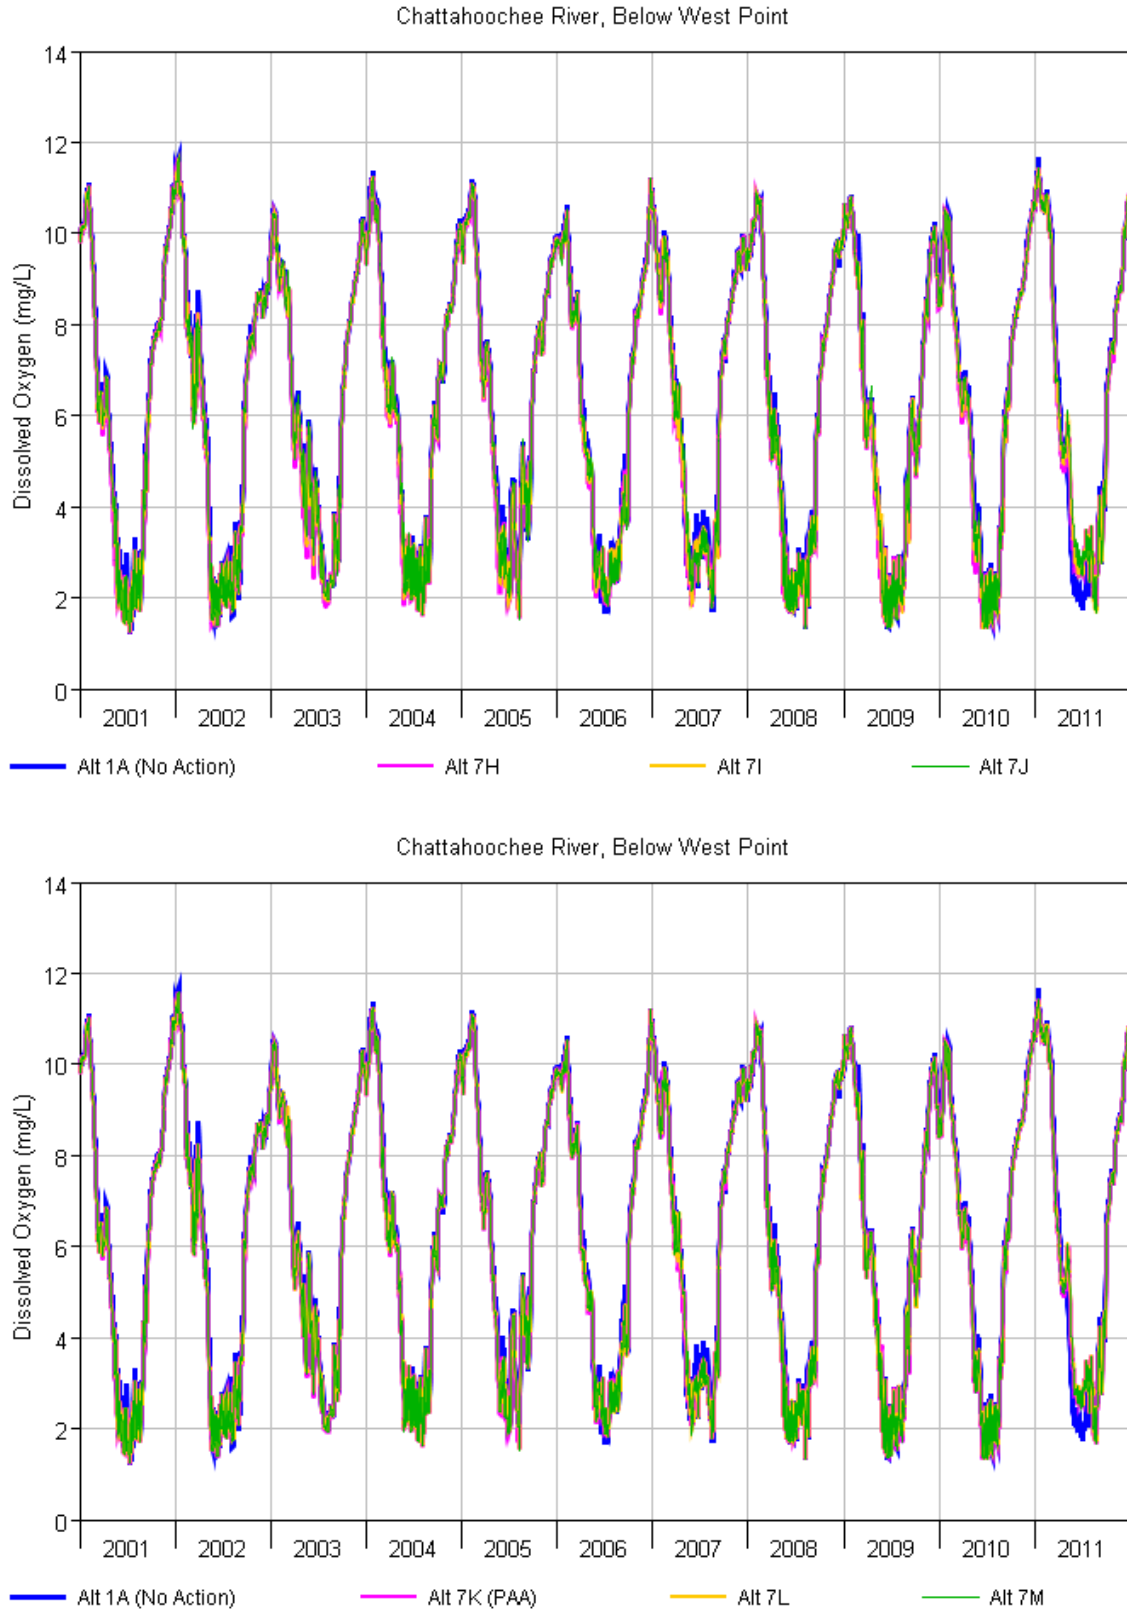 Chattahoochee River, Below West Point
14
12
10
8
6
4
2
0
Dissolved Oxygen (mg/L)
2001 2002 2003 2004 2005 2006 2007 2008 2009 2010 2011
Alt 1A (No Action) Alt 7H Alt 7I Alt 7J
Chattahoochee River, Below West Point
14
12
10
8
6
4
2
0
Dissolved Oxygen (mg/L)
2001 2002 2003 2004 2005 2006 2007 2008 2009 2010 2011
Alt 1A (No Action) Alt 7K (PAA) Alt 7L Alt 7M